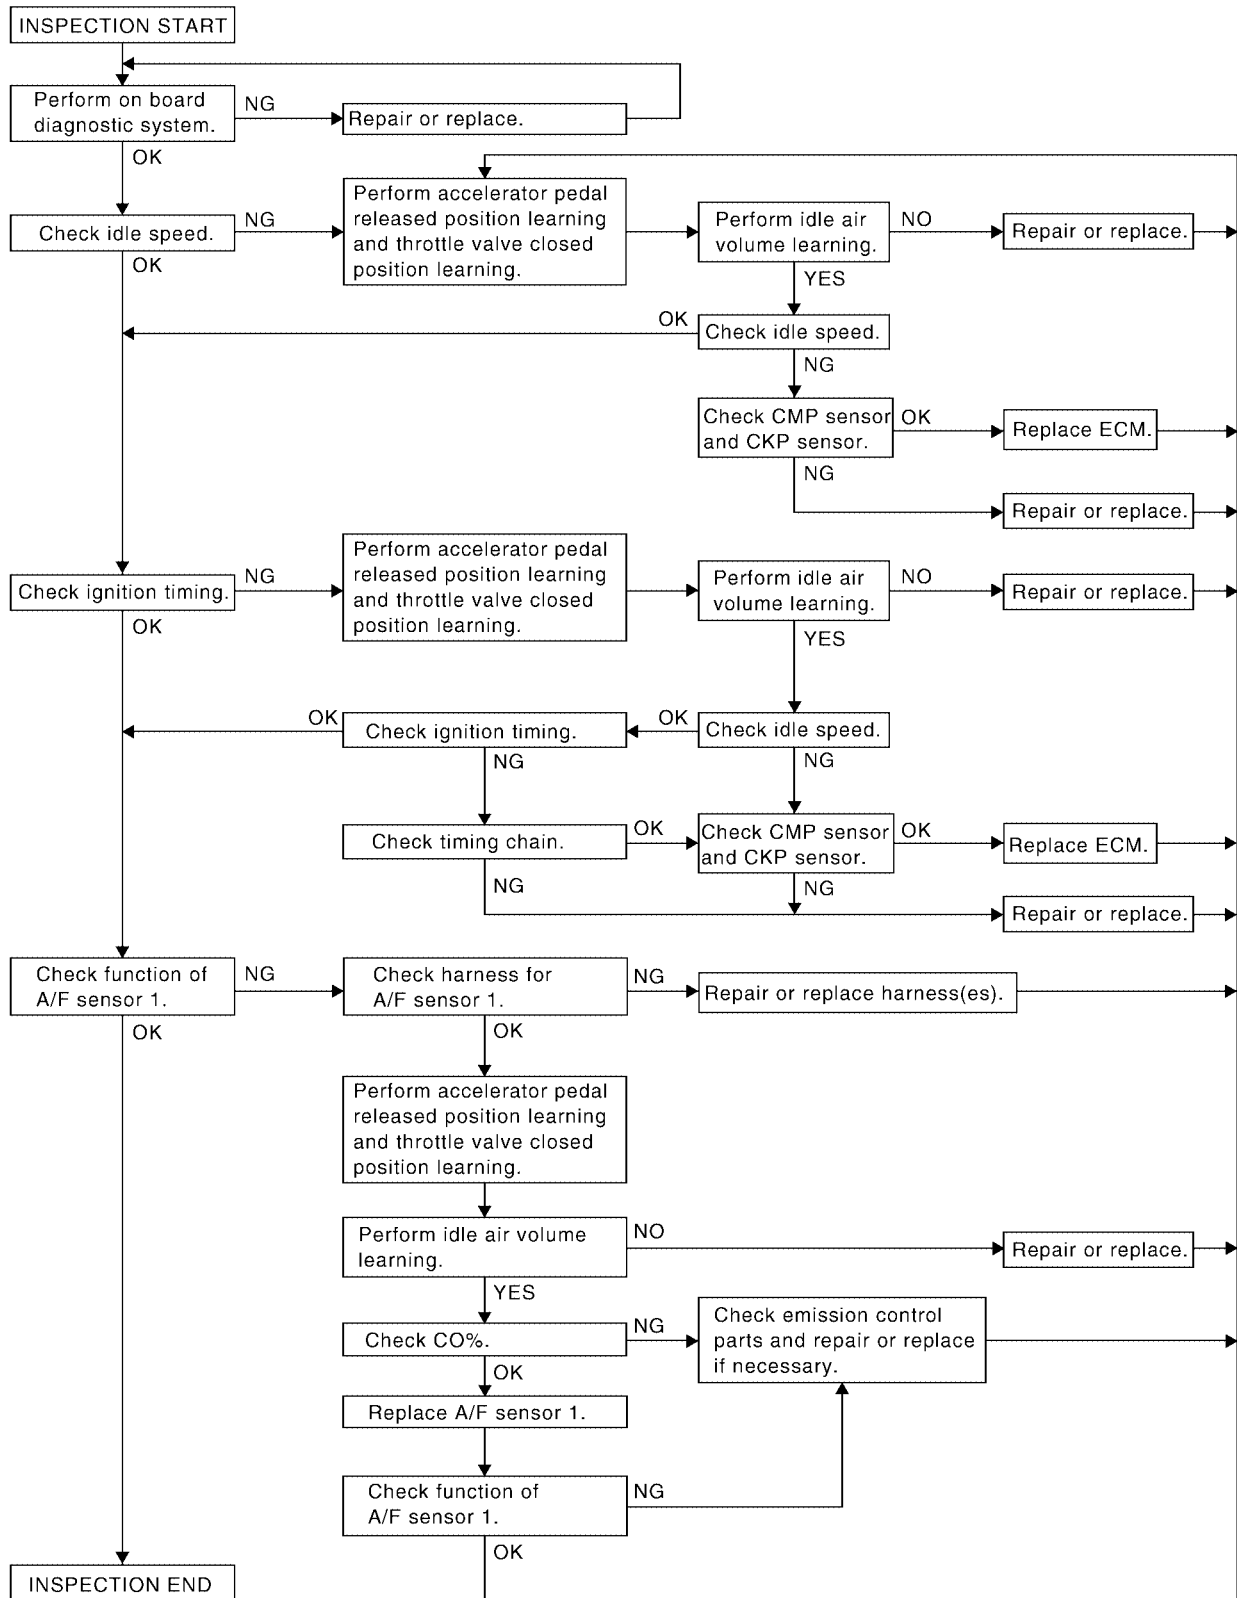 INSPECTION START
Perform on board
diagnostic system.
NG
Repair or replace.
OK
Check idle speed.
NG
Perform accelerator pedal
released position learning
and throttle valve closed
position learning.
Perform idle air
volume learning.
NO
Repair or replace.
OK
YES
OK
Check idle speed.
NG
Check CMP sensor
and CKP sensor.
OK
Replace ECM.
NG
Repair or replace.
Check ignition timing.
NG
Perform accelerator pedal
released position learning
and throttle valve closed
position learning.
Perform idle air
volume learning.
NO
Repair or replace.
OK
YES
OK
Check ignition timing.
OK
Check idle speed.
NG
NG
Check timing chain.
OK
Check CMP sensor
and CKP sensor.
OK
Replace ECM.
NG
NG
Repair or replace.
Check function of
A/F sensor 1.
NG
Check harness for
A/F sensor 1.
NG
Repair or replace harness(es).
OK
OK
Perform accelerator pedal
released position learning
and throttle valve closed
position learning.
Perform idle air volume
learning.
NO
Repair or replace.
YES
Check CO%.
NG
Check emission control
parts and repair or replace
if necessary.
OK
Replace A/F sensor 1.
Check function of
A/F sensor 1.
NG
OK
INSPECTION END